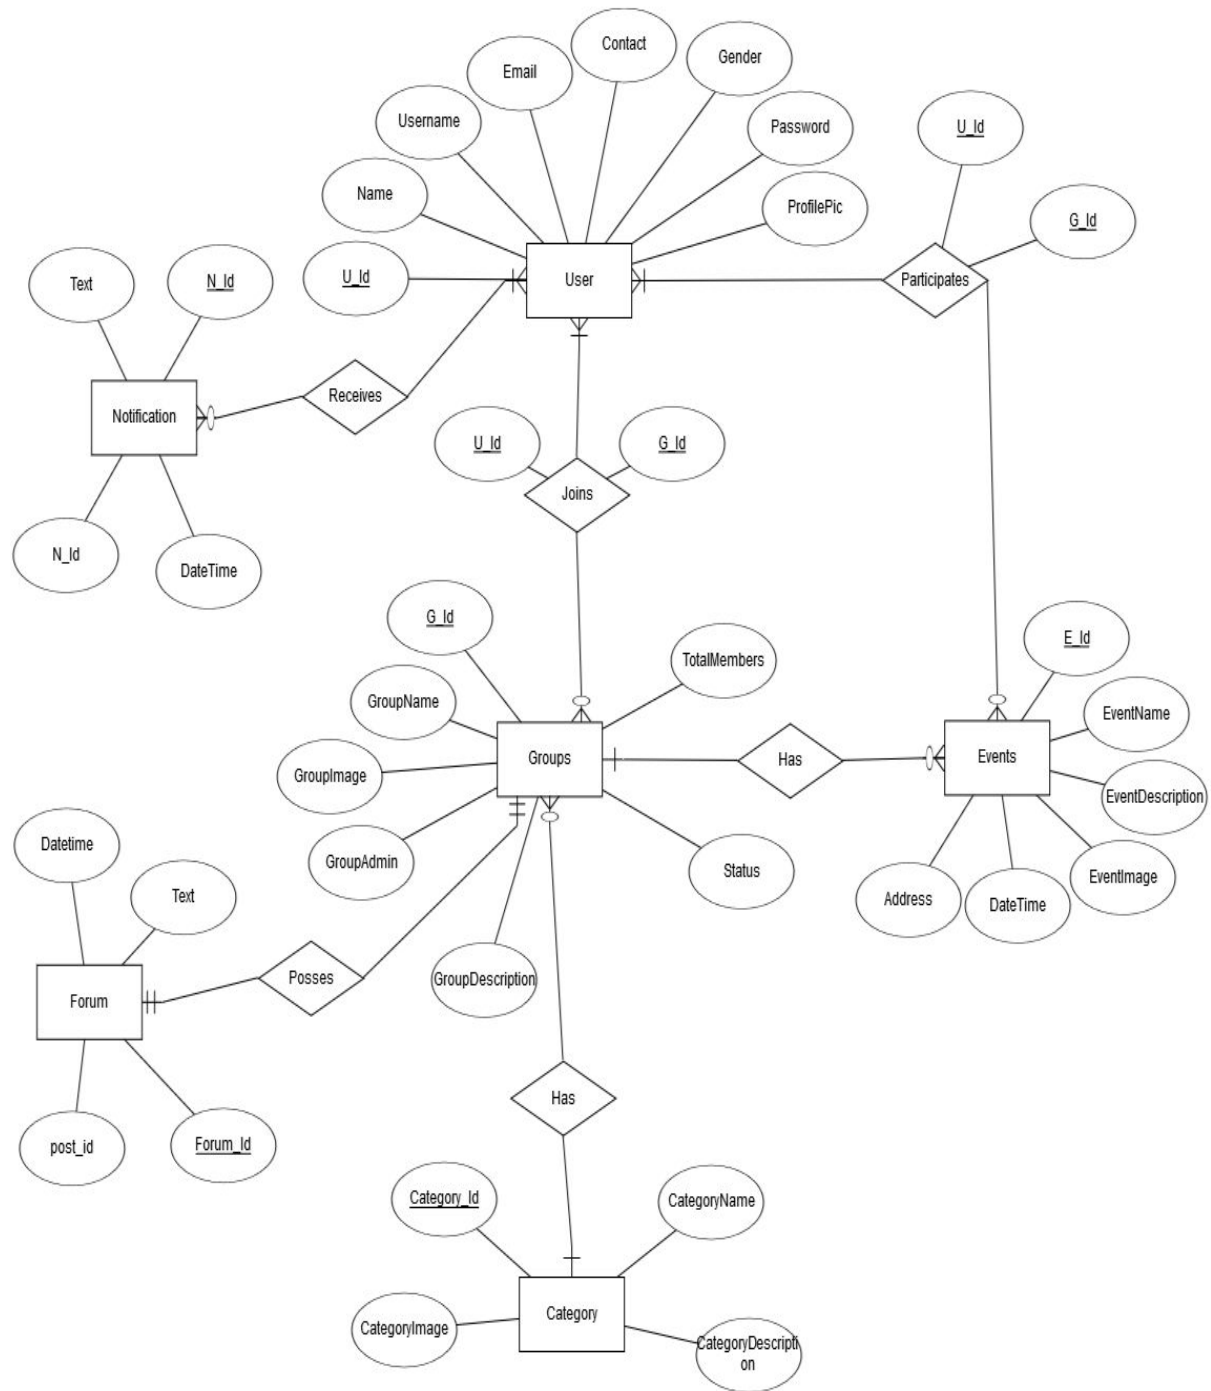 Contact
Gender
Email
Username
Password
U_Id
Name
ProfilePic
G_Id
Text
N_Id
U_Id
User
Participates
Receives
Notification
U_Id
G_Id
Joins
N_Id
DateTime
G_Id
TotalMembers
E_Id
GroupName
EventName
Groups
Has
Events
GroupImage
EventDescription
Datetime
GroupAdmin
Status
EventImage
Text
Address
DateTime
Posses
GroupDescription
Forum
Has
post_id
Forum_Id
Category_Id
CategoryName
Category
CategoryImage
CategoryDescripti
on